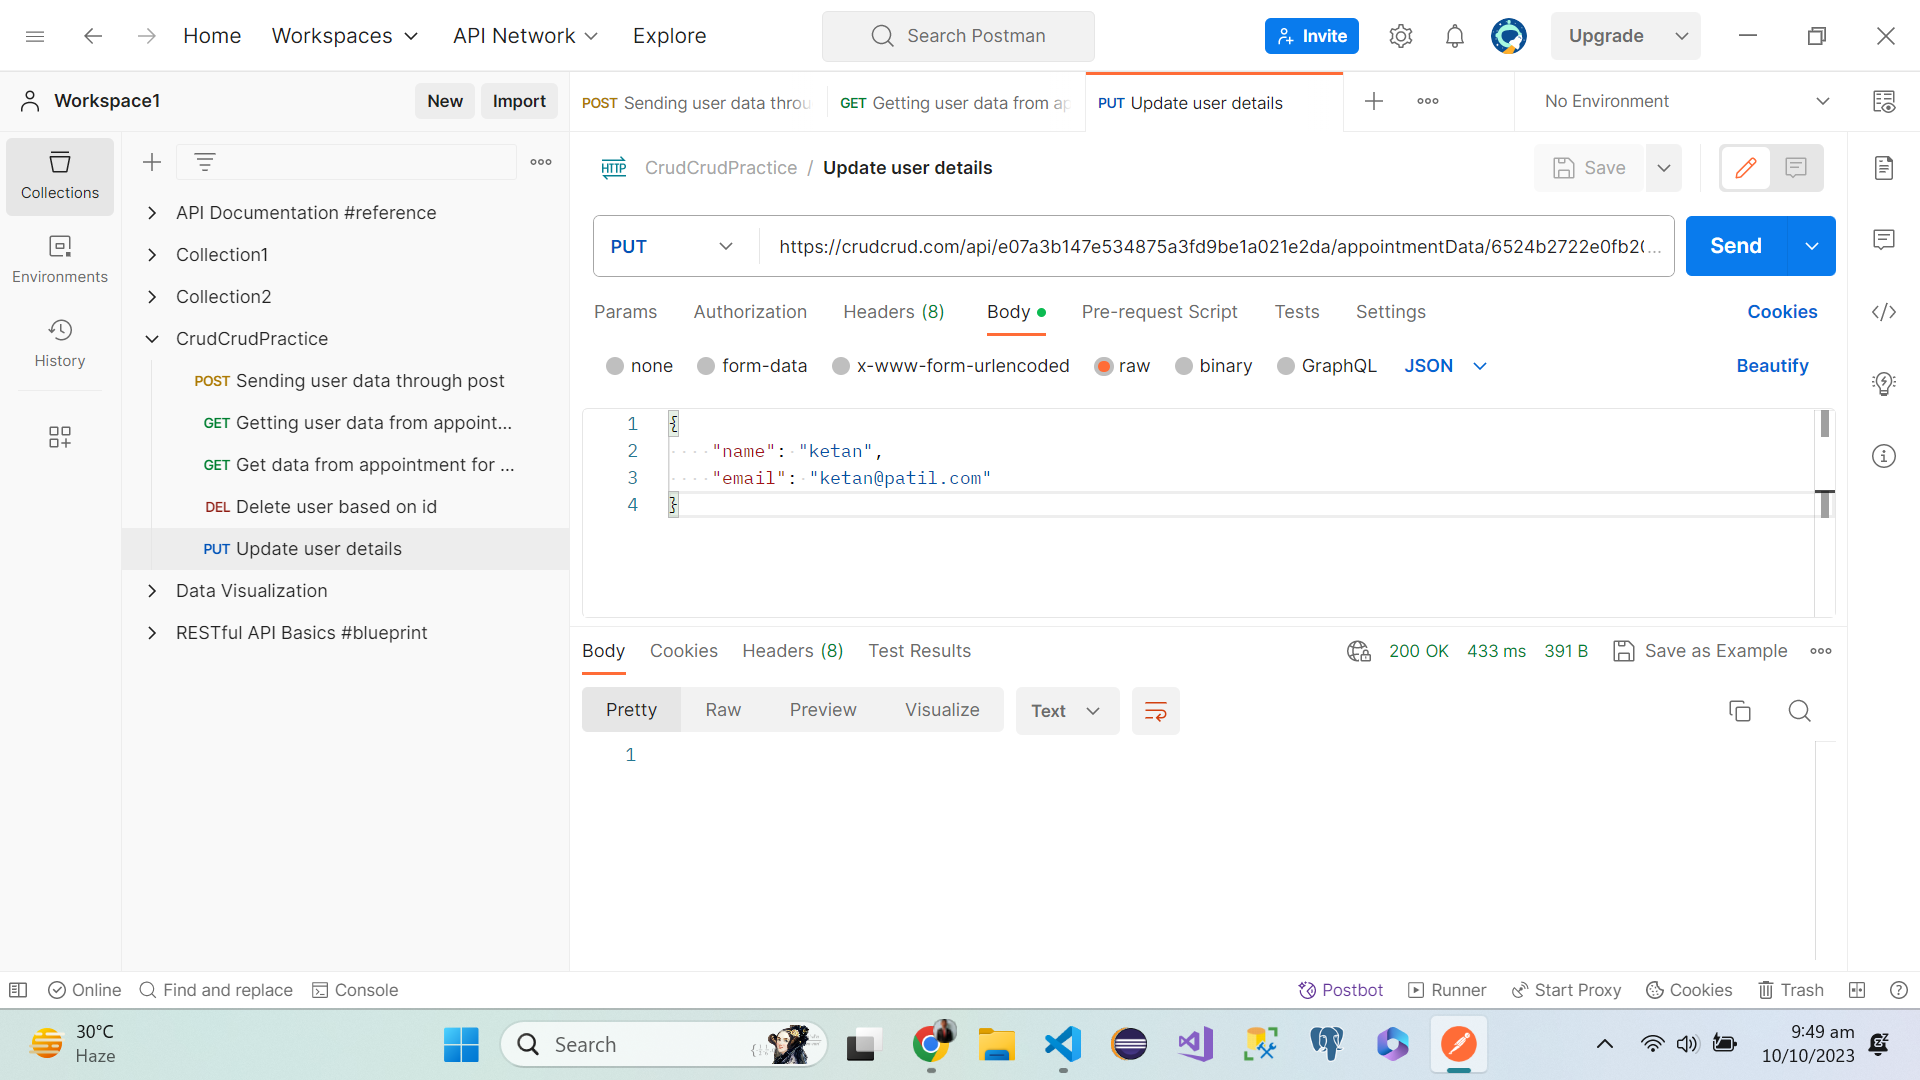 Home Workspaces API Network Explore Search Postman Invite Upgrade
Workspace1 New Import
POST Sending user data throu GET Getting user data from ap PUT Update user details No Environment
Collections
Environments
History
API Documentation #reference
Collection1
Collection2
CrudCrudPractice
POST Sending user data through post
GET Getting user data from appoint...
GET Get data from appointment for ...
DEL Delete user based on id
PUT Update user details
Data Visualization
RESTful API Basics #blueprint
HTTP CrudCrudPractice / Update user details Save
PUT https://crudcrud.com/api/e07a3b147e534875a3fd9be1a021e2da/appointmentData/6524b2722e0fb20... Send
Params Authorization Headers (8) Body Pre-request Script Tests Settings Cookies
none form-data x-www-form-urlencoded raw binary GraphQL JSON Beautify
1 {
2 "name": "ketan",
3 "email": "ketan@patil.com"
4 }
Body Cookies Headers (8) Test Results 200 OK 433 ms 391 B Save as Example
Pretty Raw Preview Visualize Text
1
Online Find and replace Console Postbot Runner Start Proxy Cookies Trash
30°C
Haze
Search
9:49 am
10/10/2023